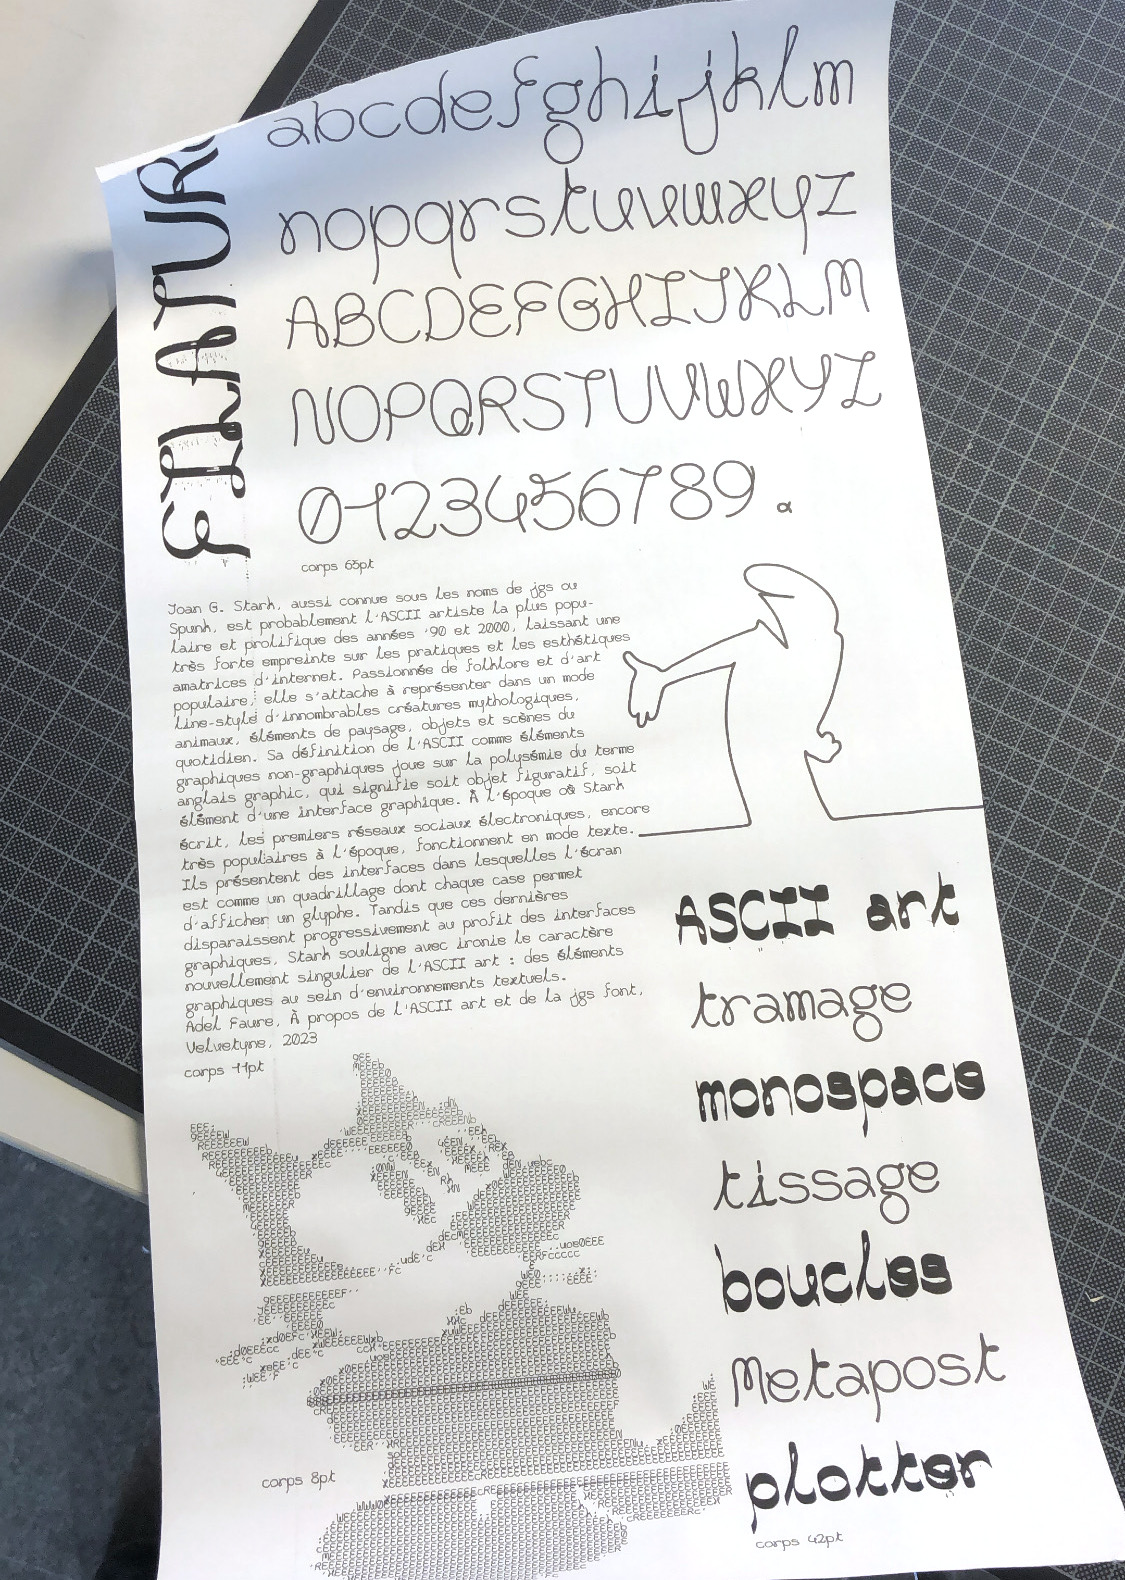 FILATURE
abcdefghijklm
nopqrstuvwxyz
ABCDEFGHIJKLM
NOPQRSTUVWXYZ
0123456789.
corps 65pt
Joan G. Stark, aussi connue sous les noms de jgs ou
Spunk, est probablement l'ASCII artiste la plus popu-
laire et prolifique des années '90 et 2000, laissant une
très forte empreinte sur les pratiques et les esthétiques
amatrices d'internet. Passionnée de folklore et d'art
populaire, elle s'attache à représenter dans un mode
line-style d'innombrables créatures mythologiques,
animaux, éléments de paysage, objets et scènes du
quotidien. Sa définition de l'ASCII comme éléments
graphiques non-graphiques joue sur la polysémie du terme
anglais graphic, qui signifie soit objet figuratif, soit
élément d'une interface graphique. À l'époque où Stark
écrit, les premiers réseaux sociaux électroniques, encore
très populaires à l'époque, fonctionnent en mode texte.
Ils présentent des interfaces dans lesquelles l'écran
est comme un quadrillage dont chaque case permet
d'afficher un glyphe. Tandis que ces dernières
disparaissent progressivement au profit des interfaces
graphiques, Stark souligne avec ironie le caractère
nouvellement singulier de l'ASCII art : des éléments
graphiques au sein d'environnements textuels.
Adel Faure, À propos de l'ASCII art et de la jgs font,
Velvetyne, 2023
corps 11pt
corps 8pt
ASCII art
tramage
monospace
tissage
boucles
Metapost
plotter
corps 42pt